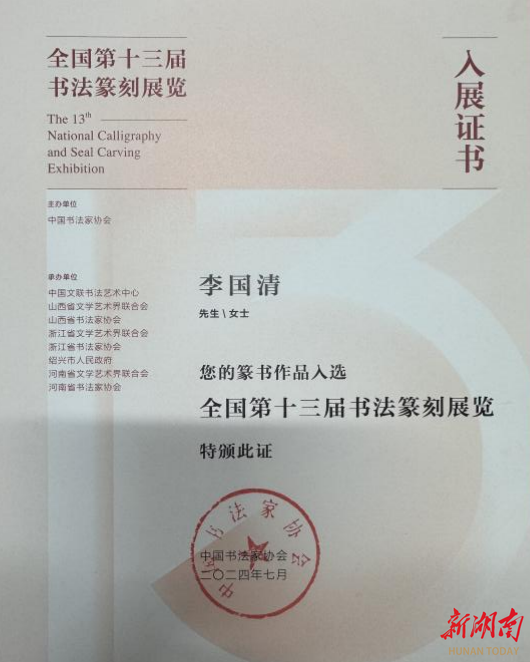 全国第十三届
书法篆刻展览
The 13th
National Calligraphy
and Seal Carving
Exhibition
入展证书
主办单位
中国书法家协会
承办单位
中国文联书法艺术中心
山西省文学艺术界联合会
山西省书法家协会
浙江省文学艺术界联合会
浙江省书法家协会
绍兴市人民政府
河南省文学艺术界联合会
河南省书法家协会
李国清
先生\女士
您的篆书作品入选
全国第十三届书法篆刻展览
特颁此证
中国书法家协会
中国书法家协会
二〇二四年七月
新湖南
HUNAN TODAY